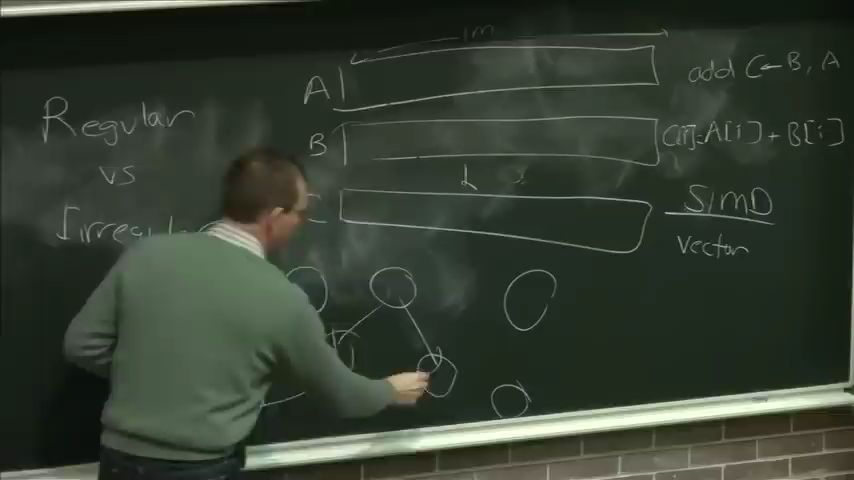 1m
A
add C←B, A
Regular
B
C[i]=A[i] + B[i]
vs
SIMD
Irregular
vector